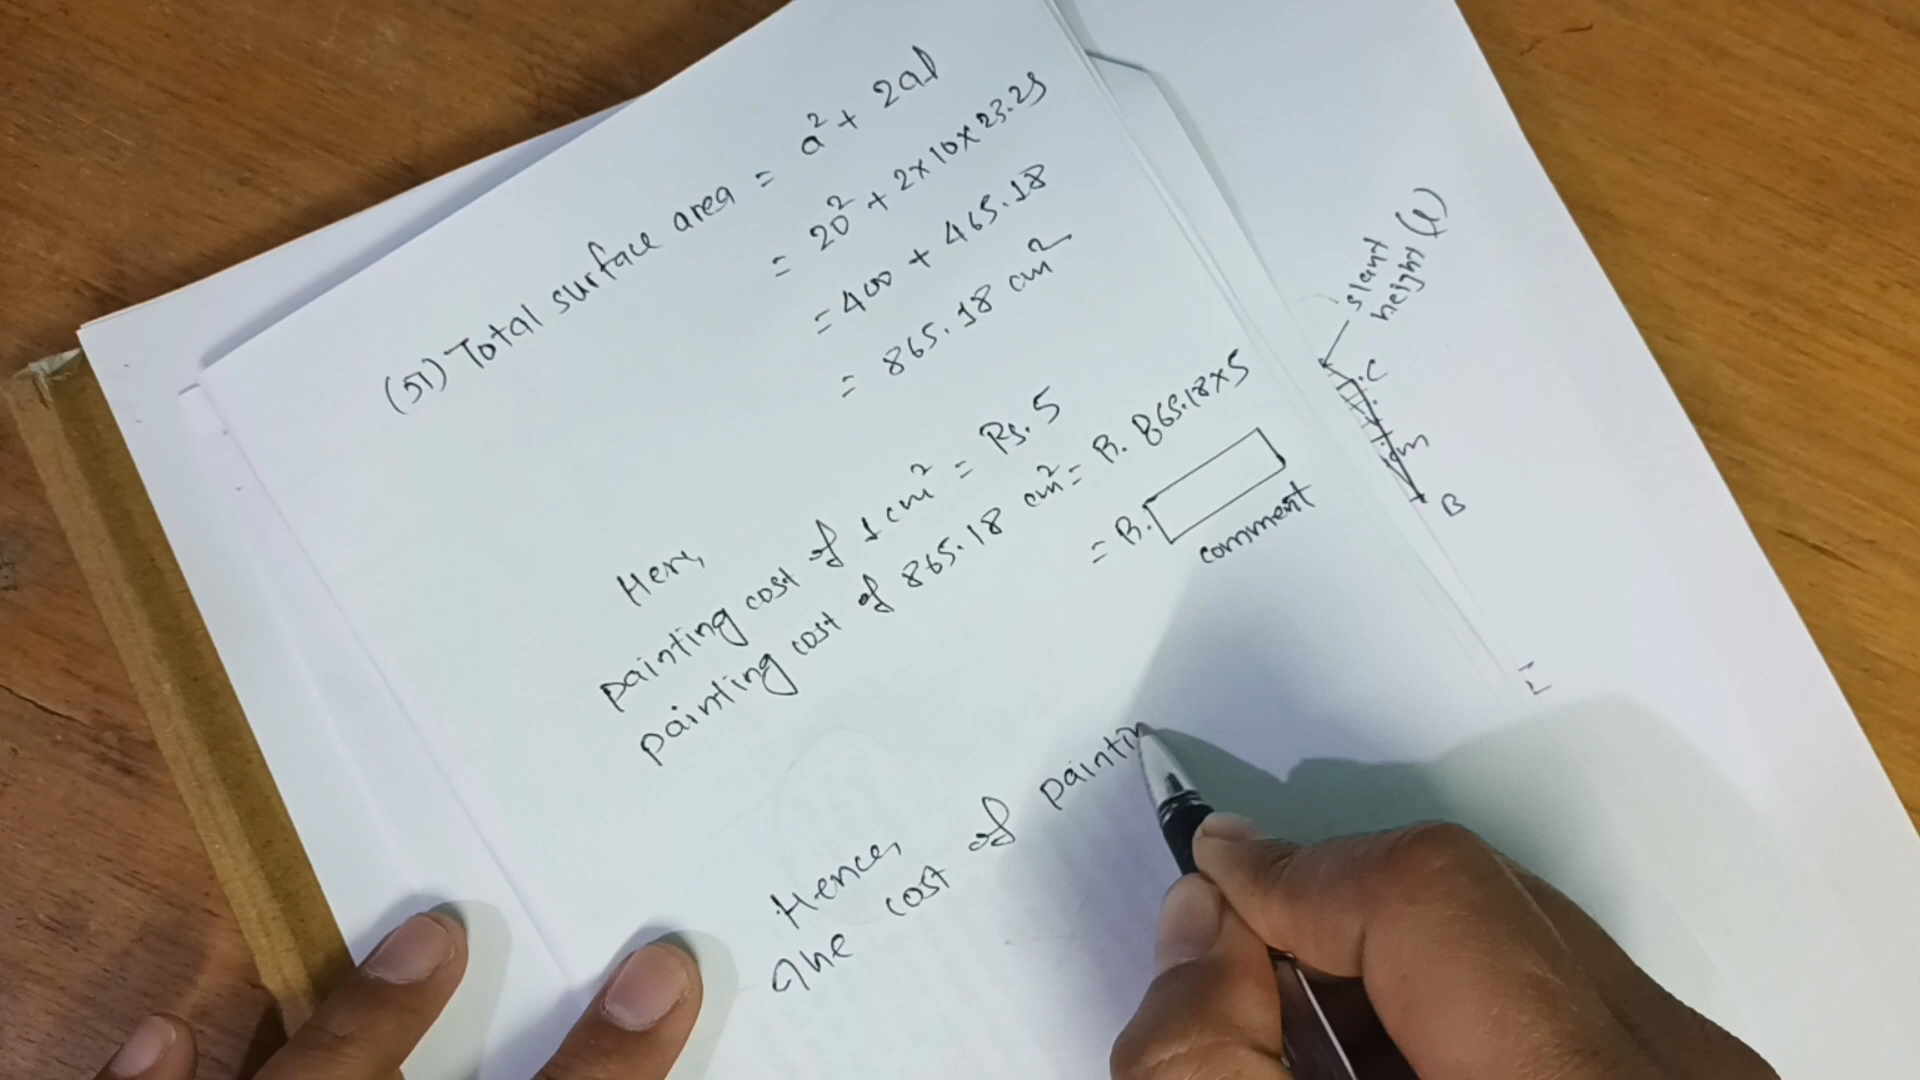 (51) Total surface area = a² + 2al
= 20² + 2×10×23.25
= 400 + 465.18
= 865.18 cm²
Here,
painting cost of 1 cm² = Rs. 5
painting cost of 865.18 cm² = R. 865.18×5
= R.
comment
Hence,
The cost of paintin
slant
height (l)
C
cm
B